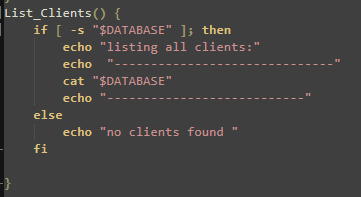 List_Clients() {
    if [ -s "$DATABASE" ]; then
        echo "listing all clients:"
        echo  "------------------------------"
        cat "$DATABASE"
        echo "---------------------------"
    else
        echo "no clients found "
    fi
}